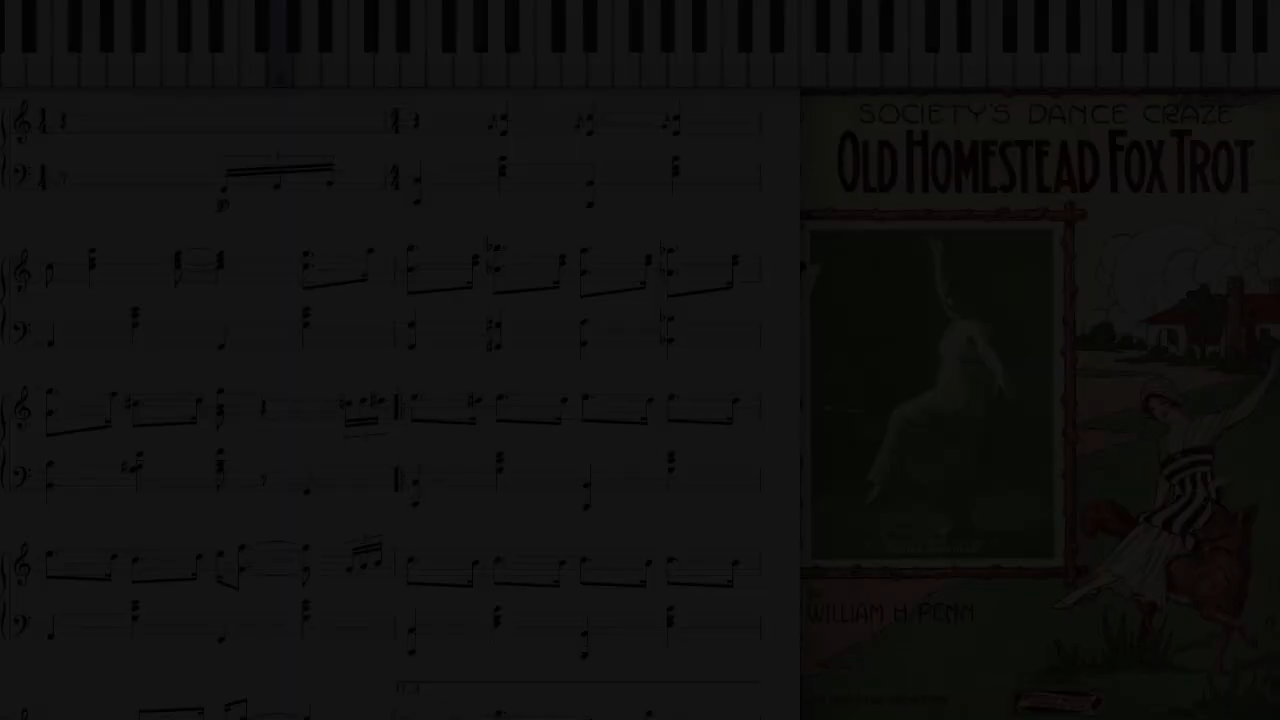 SOCIETY'S DANCE CRAZE
OLD HOMESTEAD FOX TROT
WILLIAM H. PENN